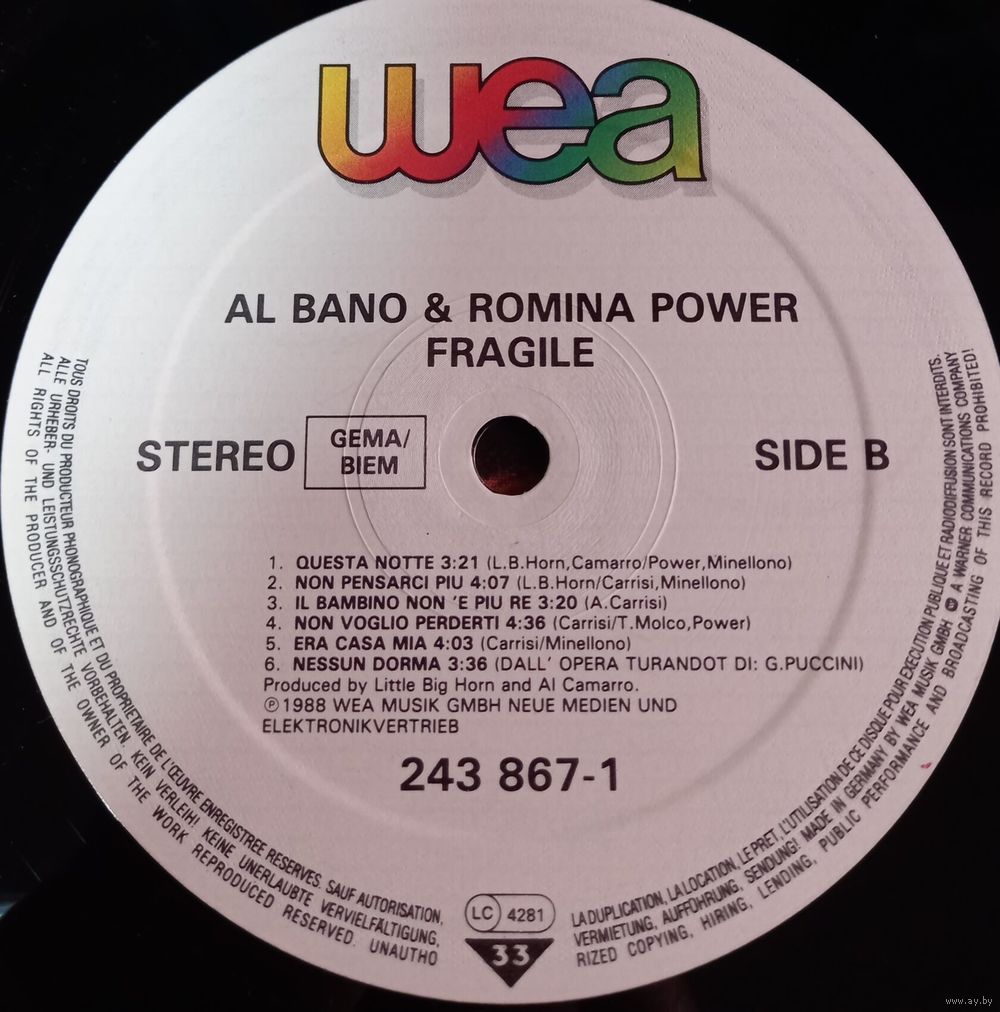 wea
AL BANO & ROMINA POWER
FRAGILE
STEREO
GEMA/
BIEM
SIDE B
1. QUESTA NOTTE 3:21 (L.B.Horn,Camarro/Power,Minellono)
2. NON PENSARCI PIU 4:07 (L.B.Horn/Carrisi,Minellono)
3. IL BAMBINO NON 'E PIU RE 3:20 (A.Carrisi)
4. NON VOGLIO PERDERTI 4:36 (Carrisi/T.Molco,Power)
5. ERA CASA MIA 4:03 (Carrisi/Minellono)
6. NESSUN DORMA 3:36 (DALL' OPERA TURANDOT DI: G.PUCCINI)
Produced by Little Big Horn and Al Camarro.
℗1988 WEA MUSIK GMBH NEUE MEDIEN UND
ELEKTRONIKVERTRIEB
243 867-1
LC 4281
33
TOUS DROITS DU PRODUCTEUR PHONOGRAPHIQUE ET DU PROPRIETAIRE DE L'ŒUVRE ENREGISTREE RESERVES. SAUF AUTORISATION,
LA DUPLICATION, LA LOCATION, LE PRET, L'UTILISATION DE CE DISQUE POUR EXECUTION PUBLIQUE ET RADIODIFFUSION SONT INTERDITS.
ALLE URHEBER- UND LEISTUNGSSCHUTZRECHTE VORBEHALTEN. KEIN VERLEIH! KEINE UNERLAUBTE VERVIELFÄLTIGUNG,
VERMIETUNG, AUFFÜHRUNG, SENDUNG! MADE IN GERMANY BY WEA MUSIK GMBH A WARNER COMMUNICATIONS COMPANY
ALL RIGHTS OF THE PRODUCER AND OF THE OWNER OF THE WORK REPRODUCED RESERVED. UNAUTHO
RIZED COPYING, HIRING, LENDING, PUBLIC PERFORMANCE AND BROADCASTING OF THIS RECORD PROHIBITED!
www.ay.by